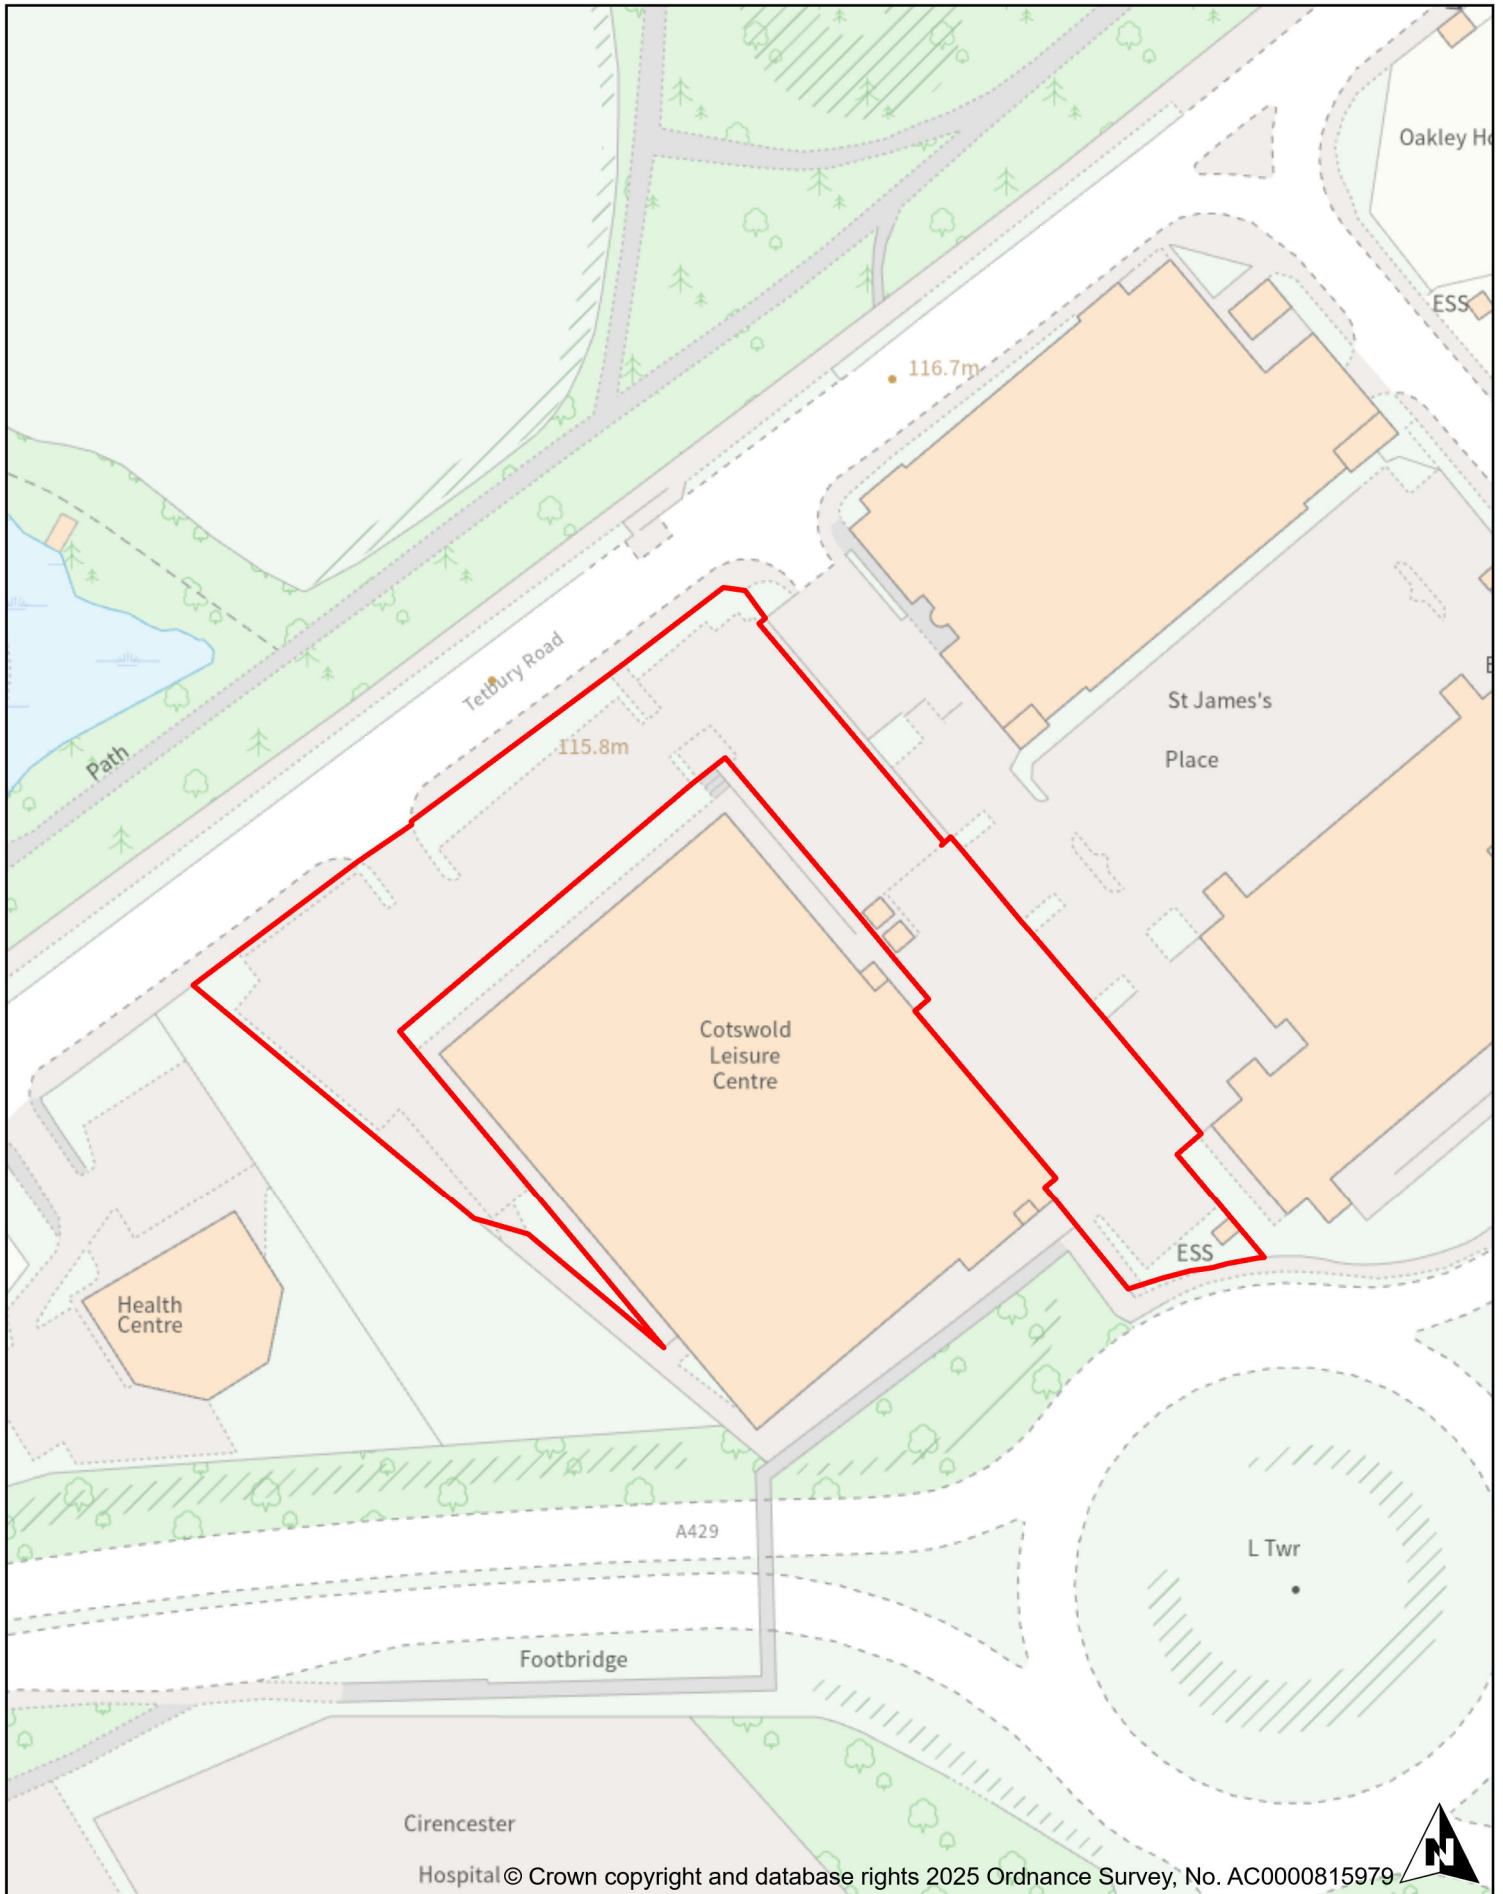 Oakley
ESS
116.7m
Tetbury Road
St James's
115.8m
Place
Path
Cotswold
Leisure
Centre
ESS
Health
Centre
A429
L Twr
Footbridge
Cirencester
Hospital
© Crown copyright and database rights 2025 Ordnance Survey, No. AC0000815979
N